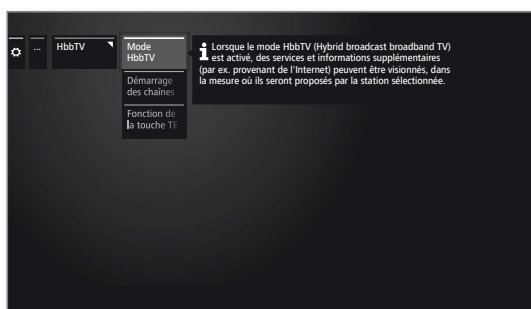 ...
HbbTV
Mode
HbbTV
Démarrage
des chaînes
Fonction de
la touche TE
Lorsque le mode HbbTV (Hybrid broadcast broadband TV)
est activé, des services et informations supplémentaires
(par ex. provenant de l'Internet) peuvent être visionnés, dans
la mesure où ils seront proposés par la station sélectionnée.